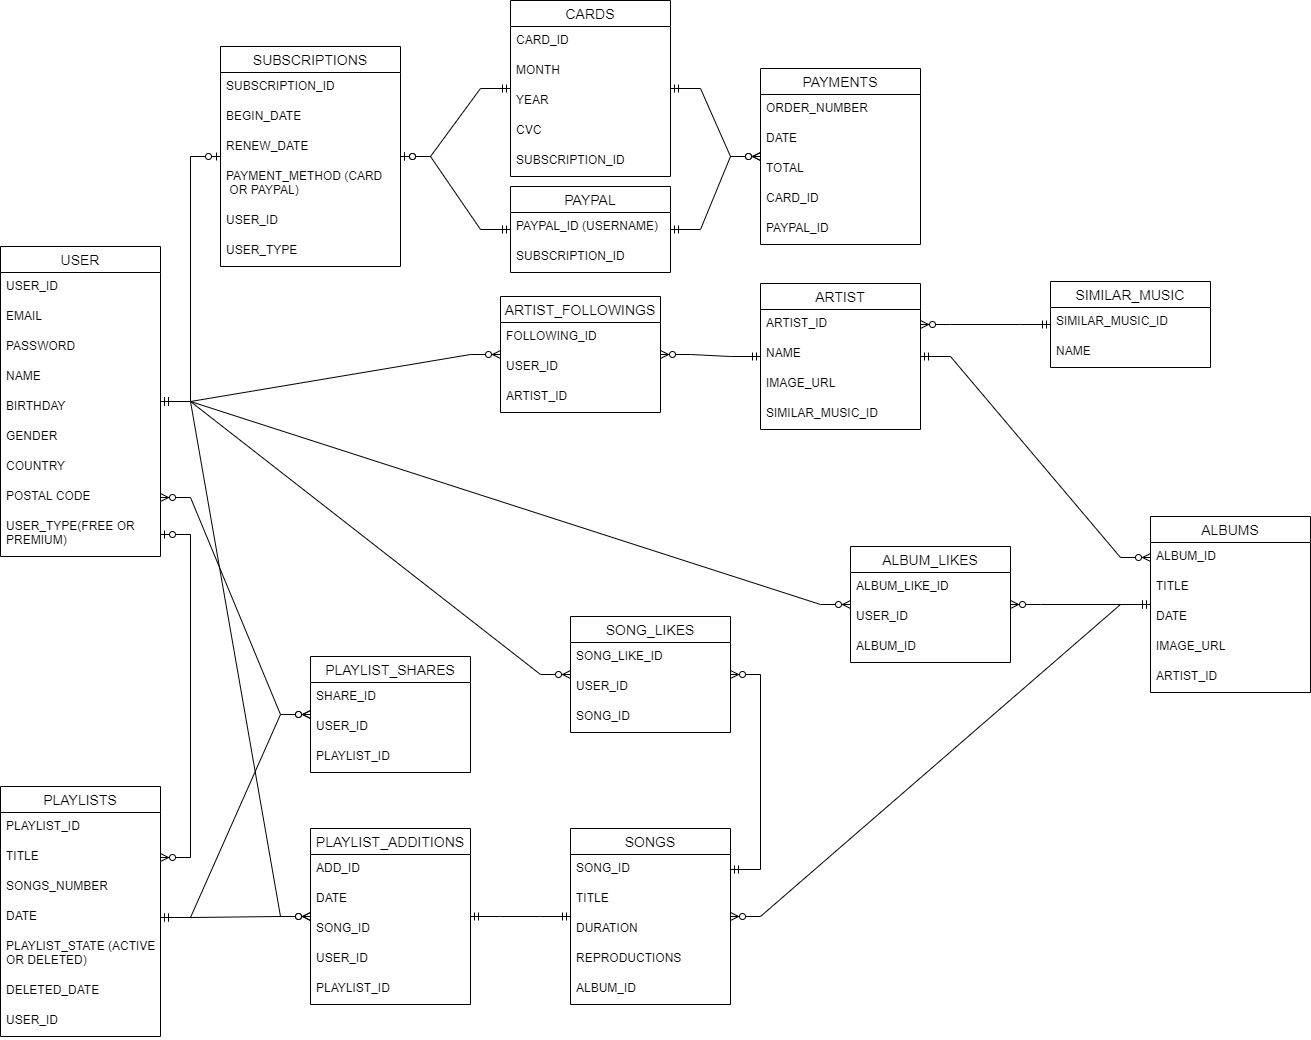 CARDS
CARD_ID
MONTH
YEAR
CVC
SUBSCRIPTION_ID
SUBSCRIPTIONS
SUBSCRIPTION_ID
BEGIN_DATE
RENEW_DATE
PAYMENT_METHOD (CARD
OR PAYPAL)
USER_ID
USER_TYPE
PAYMENTS
ORDER_NUMBER
DATE
TOTAL
CARD_ID
PAYPAL_ID
PAYPAL
PAYPAL_ID (USERNAME)
SUBSCRIPTION_ID
USER
USER_ID
EMAIL
PASSWORD
NAME
BIRTHDAY
GENDER
COUNTRY
POSTAL CODE
USER_TYPE(FREE OR
PREMIUM)
ARTIST_FOLLOWINGS
FOLLOWING_ID
USER_ID
ARTIST_ID
ARTIST
ARTIST_ID
NAME
IMAGE_URL
SIMILAR_MUSIC_ID
SIMILAR_MUSIC
SIMILAR_MUSIC_ID
NAME
ALBUMS
ALBUM_ID
TITLE
DATE
IMAGE_URL
ARTIST_ID
ALBUM_LIKES
ALBUM_LIKE_ID
USER_ID
ALBUM_ID
SONG_LIKES
SONG_LIKE_ID
USER_ID
SONG_ID
PLAYLIST_SHARES
SHARE_ID
USER_ID
PLAYLIST_ID
PLAYLISTS
PLAYLIST_ID
TITLE
SONGS_NUMBER
DATE
PLAYLIST_STATE (ACTIVE
OR DELETED)
DELETED_DATE
USER_ID
PLAYLIST_ADDITIONS
ADD_ID
DATE
SONG_ID
USER_ID
PLAYLIST_ID
SONGS
SONG_ID
TITLE
DURATION
REPRODUCTIONS
ALBUM_ID